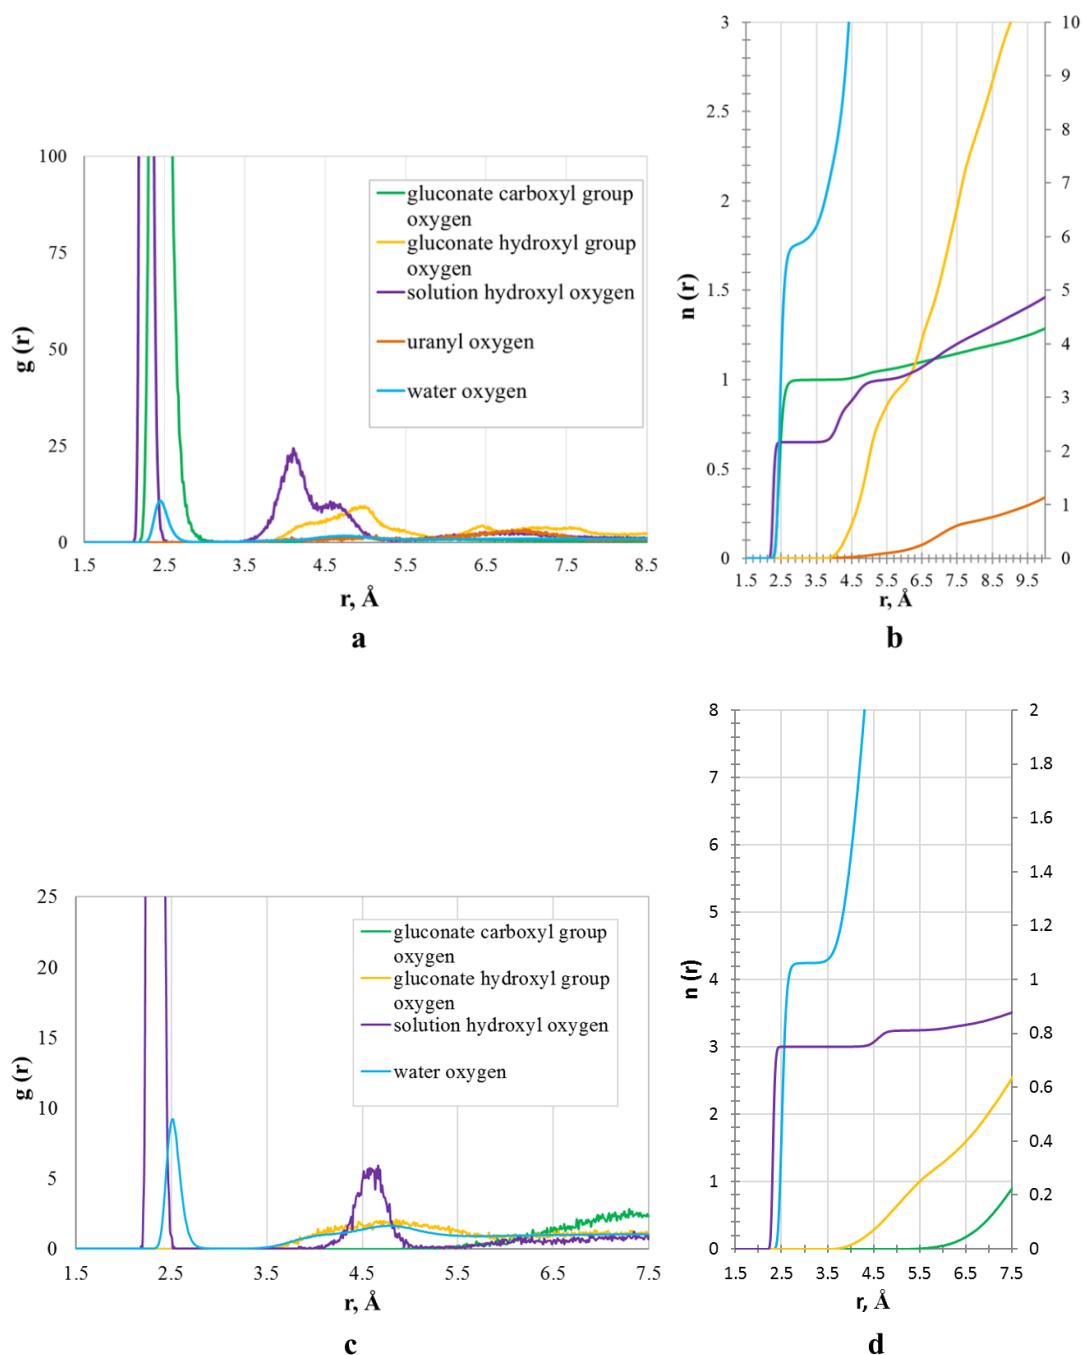 100
75
50
25
0
g (r)
gluconate carboxyl group
oxygen
gluconate hydroxyl group
oxygen
solution hydroxyl oxygen
uranyl oxygen
water oxygen
1.5 2.5 3.5 4.5 5.5 6.5 7.5 8.5
r, Å
a
3
2.5
2
1.5
1
0.5
0
n (r)
10
9
8
7
6
5
4
3
2
1
0
1.5 2.5 3.5 4.5 5.5 6.5 7.5 8.5 9.5
r, Å
b
25
20
15
10
5
0
g (r)
gluconate carboxyl group
oxygen
gluconate hydroxyl group
oxygen
solution hydroxyl oxygen
water oxygen
1.5 2.5 3.5 4.5 5.5 6.5 7.5
r, Å
c
8
7
6
5
4
3
2
1
0
n (r)
2
1.8
1.6
1.4
1.2
1
0.8
0.6
0.4
0.2
0
1.5 2.5 3.5 4.5 5.5 6.5 7.5
r, Å
d